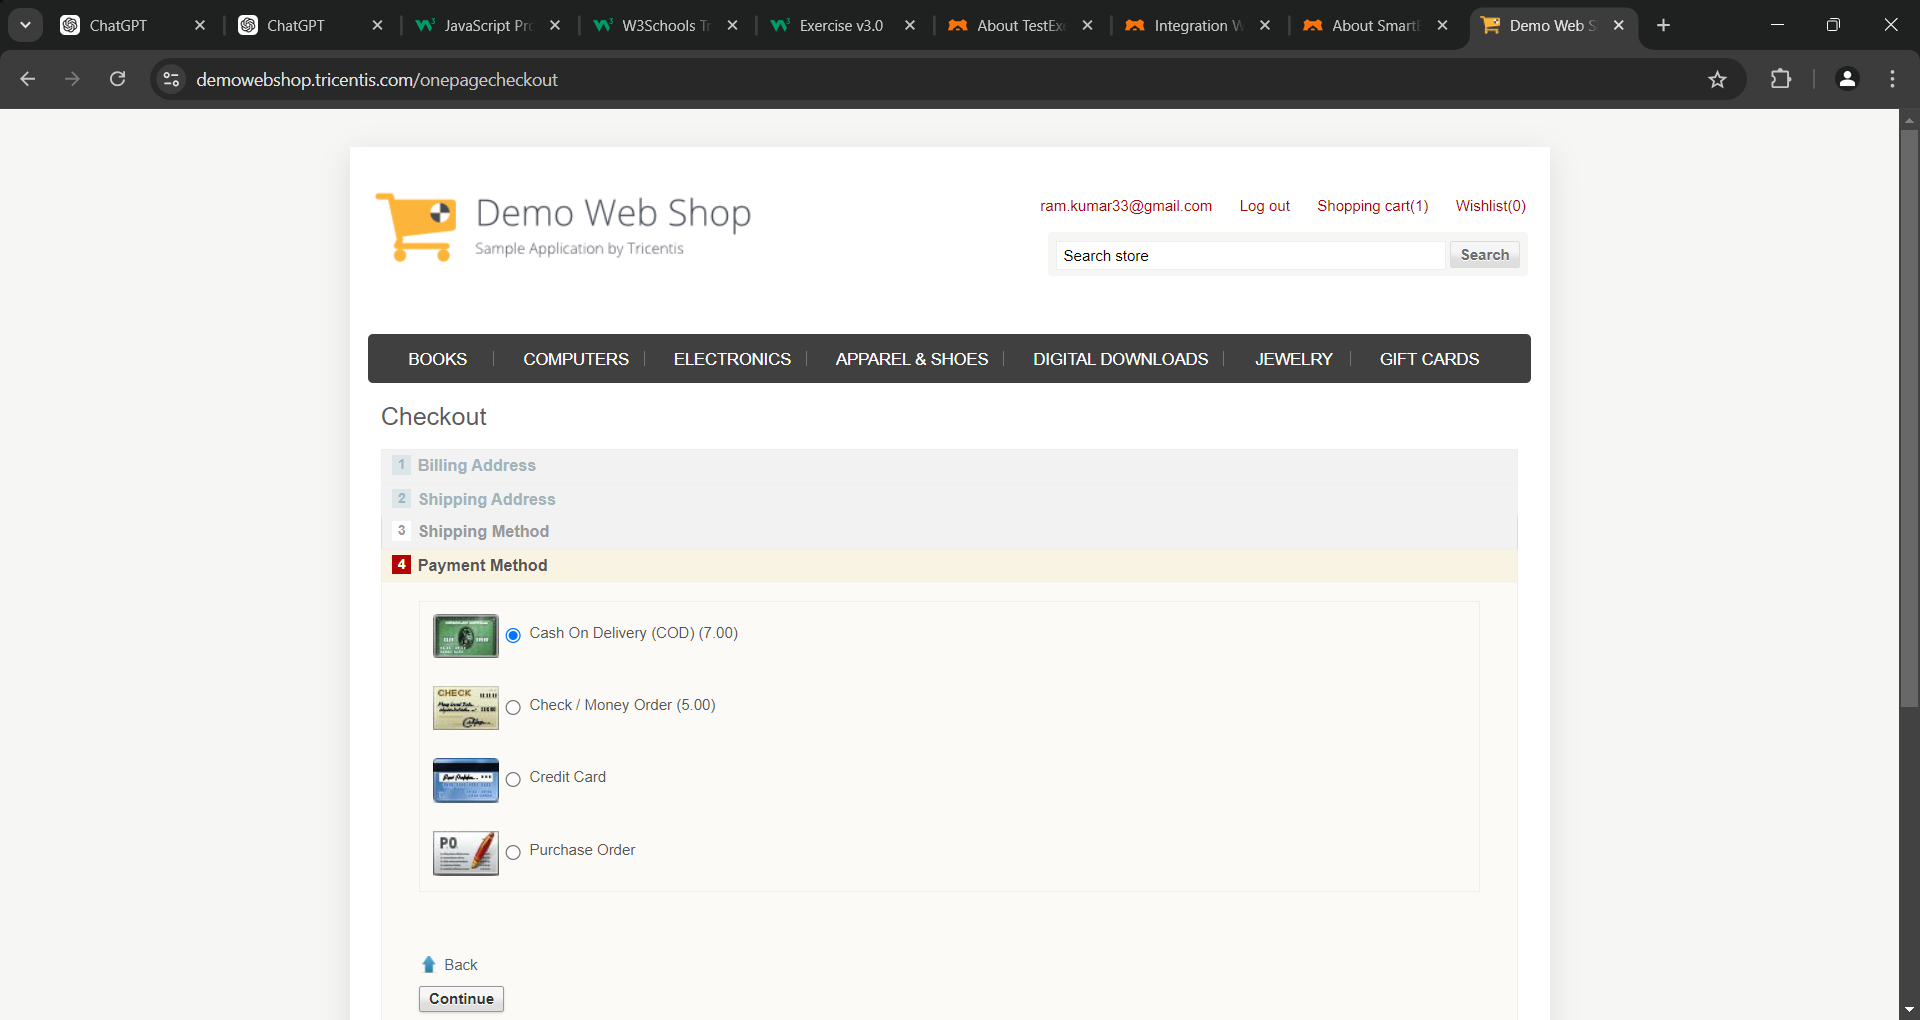 ChatGPT
ChatGPT
JavaScript Pr
W3Schools Tr
Exercise v3.0
About TestEx
Integration W
About Smart
Demo Web S
demowebshop.tricentis.com/onepagecheckout
Demo Web Shop
Sample Application by Tricentis
ram.kumar33@gmail.com Log out Shopping cart(1) Wishlist(0)
Search store Search
BOOKS COMPUTERS ELECTRONICS APPAREL & SHOES DIGITAL DOWNLOADS JEWELRY GIFT CARDS
Checkout
1 Billing Address
2 Shipping Address
3 Shipping Method
4 Payment Method
Cash On Delivery (COD) (7.00)
CHECK
Check / Money Order (5.00)
Credit Card
P.O.
Purchase Order
Back
Continue